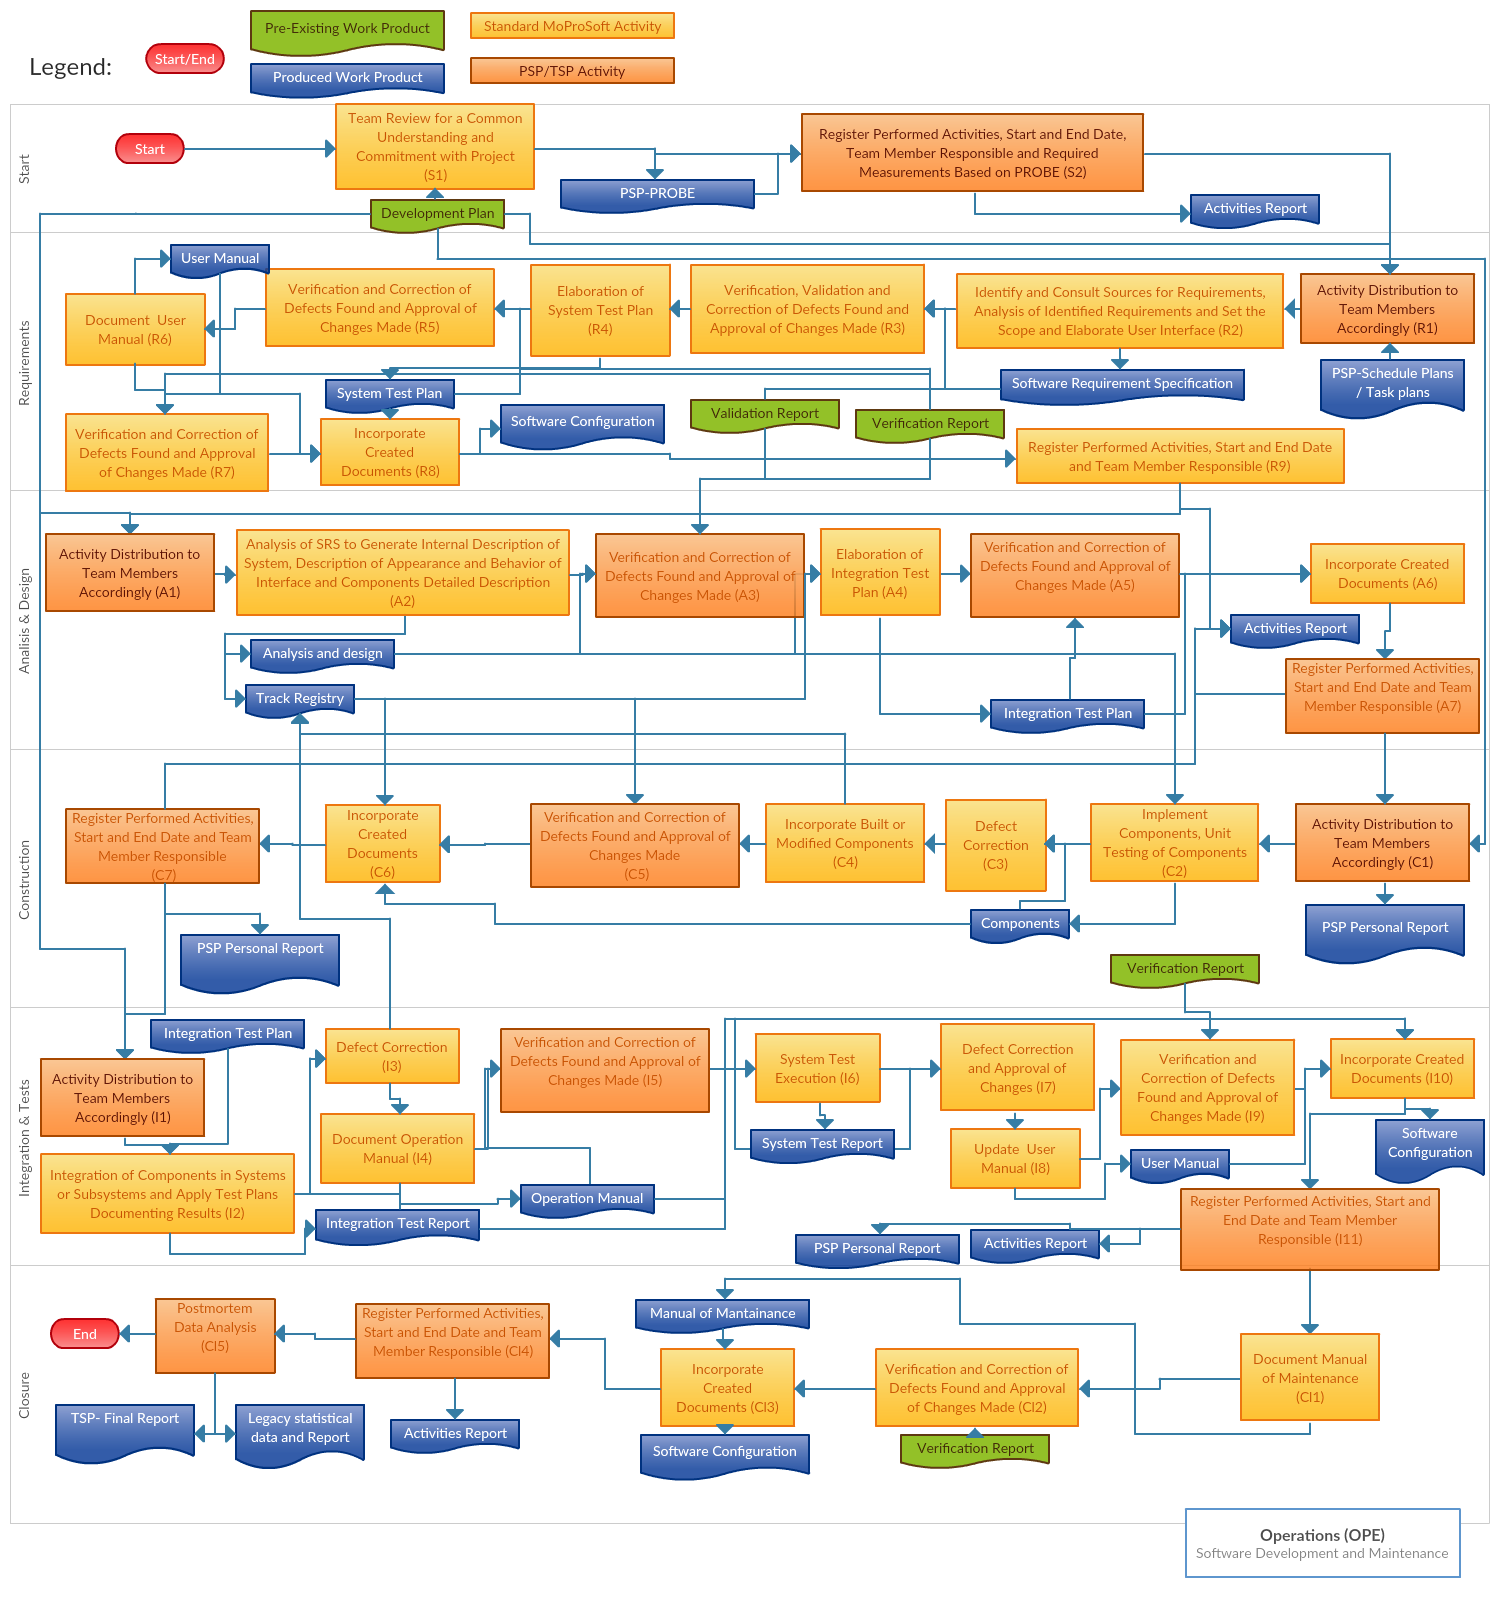 Legend:
Start/End
Pre-Existing Work Product
Produced Work Product
Standard MoProSoft Activity
PSP/TSP Activity
Start
Start
Team Review for a Common
Understanding and
Commitment with Project
(S1)
PSP-PROBE
Register Performed Activities, Start and End Date,
Team Member Responsible and Required
Measurements Based on PROBE (S2)
Activities Report
Development Plan
Requirements
User Manual
Document  User
Manual (R6)
Verification and Correction of
Defects Found and Approval of
Changes Made (R5)
Elaboration of
System Test Plan
(R4)
Verification, Validation and
Correction of Defects Found and
Approval of Changes Made (R3)
Identify and Consult Sources for Requirements,
Analysis of Identified Requirements and Set the
Scope and Elaborate User Interface (R2)
Activity Distribution to
Team Members
Accordingly (R1)
PSP-Schedule Plans
/ Task plans
System Test Plan
Software Requirement Specification
Validation Report
Verification Report
Software Configuration
Verification and Correction of
Defects Found and Approval
of Changes Made (R7)
Incorporate
Created
Documents (R8)
Register Performed Activities, Start and End Date
and Team Member Responsible (R9)
Analisis & Design
Activity Distribution to
Team Members
Accordingly (A1)
Analysis of SRS to Generate Internal Description of
System, Description of Appearance and Behavior of
Interface and Components Detailed Description
(A2)
Verification and Correction of
Defects Found and Approval of
Changes Made (A3)
Elaboration of
Integration Test
Plan (A4)
Verification and Correction of
Defects Found and Approval of
Changes Made (A5)
Incorporate Created
Documents (A6)
Activities Report
Analysis and design
Track Registry
Integration Test Plan
Register Performed Activities,
Start and End Date and Team
Member Responsible (A7)
Construction
Register Performed Activities,
Start and End Date and Team
Member Responsible
(C7)
Incorporate
Created
Documents
(C6)
Verification and Correction of
Defects Found and Approval of
Changes Made
(C5)
Incorporate Built or
Modified Components
(C4)
Defect
Correction
(C3)
Implement
Components, Unit
Testing of Components
(C2)
Activity Distribution to
Team Members
Accordingly (C1)
Components
PSP Personal Report
PSP Personal Report
Verification Report
Integration & Tests
Integration Test Plan
Activity Distribution to
Team Members
Accordingly (I1)
Defect Correction
(I3)
Verification and Correction of
Defects Found and Approval of
Changes Made (I5)
System Test
Execution (I6)
Defect Correction
and Approval of
Changes (I7)
Verification and
Correction of Defects
Found and Approval of
Changes Made (I9)
Incorporate Created
Documents (I10)
Document Operation
Manual (I4)
System Test Report
Update  User
Manual (I8)
User Manual
Software
Configuration
Integration of Components in Systems
or Subsystems and Apply Test Plans
Documenting Results (I2)
Operation Manual
Integration Test Report
PSP Personal Report
Activities Report
Register Performed Activities, Start and
End Date and Team Member
Responsible (I11)
Closure
End
Postmortem
Data Analysis
(Cl5)
Register Performed Activities,
Start and End Date and Team
Member Responsible (Cl4)
Manual of Mantainance
Incorporate
Created
Documents (Cl3)
Verification and Correction of
Defects Found and Approval
of Changes Made (Cl2)
Document Manual
of Maintenance
(Cl1)
TSP- Final Report
Legacy statistical
data and Report
Activities Report
Software Configuration
Verification Report
Operations (OPE)
Software Development and Maintenance